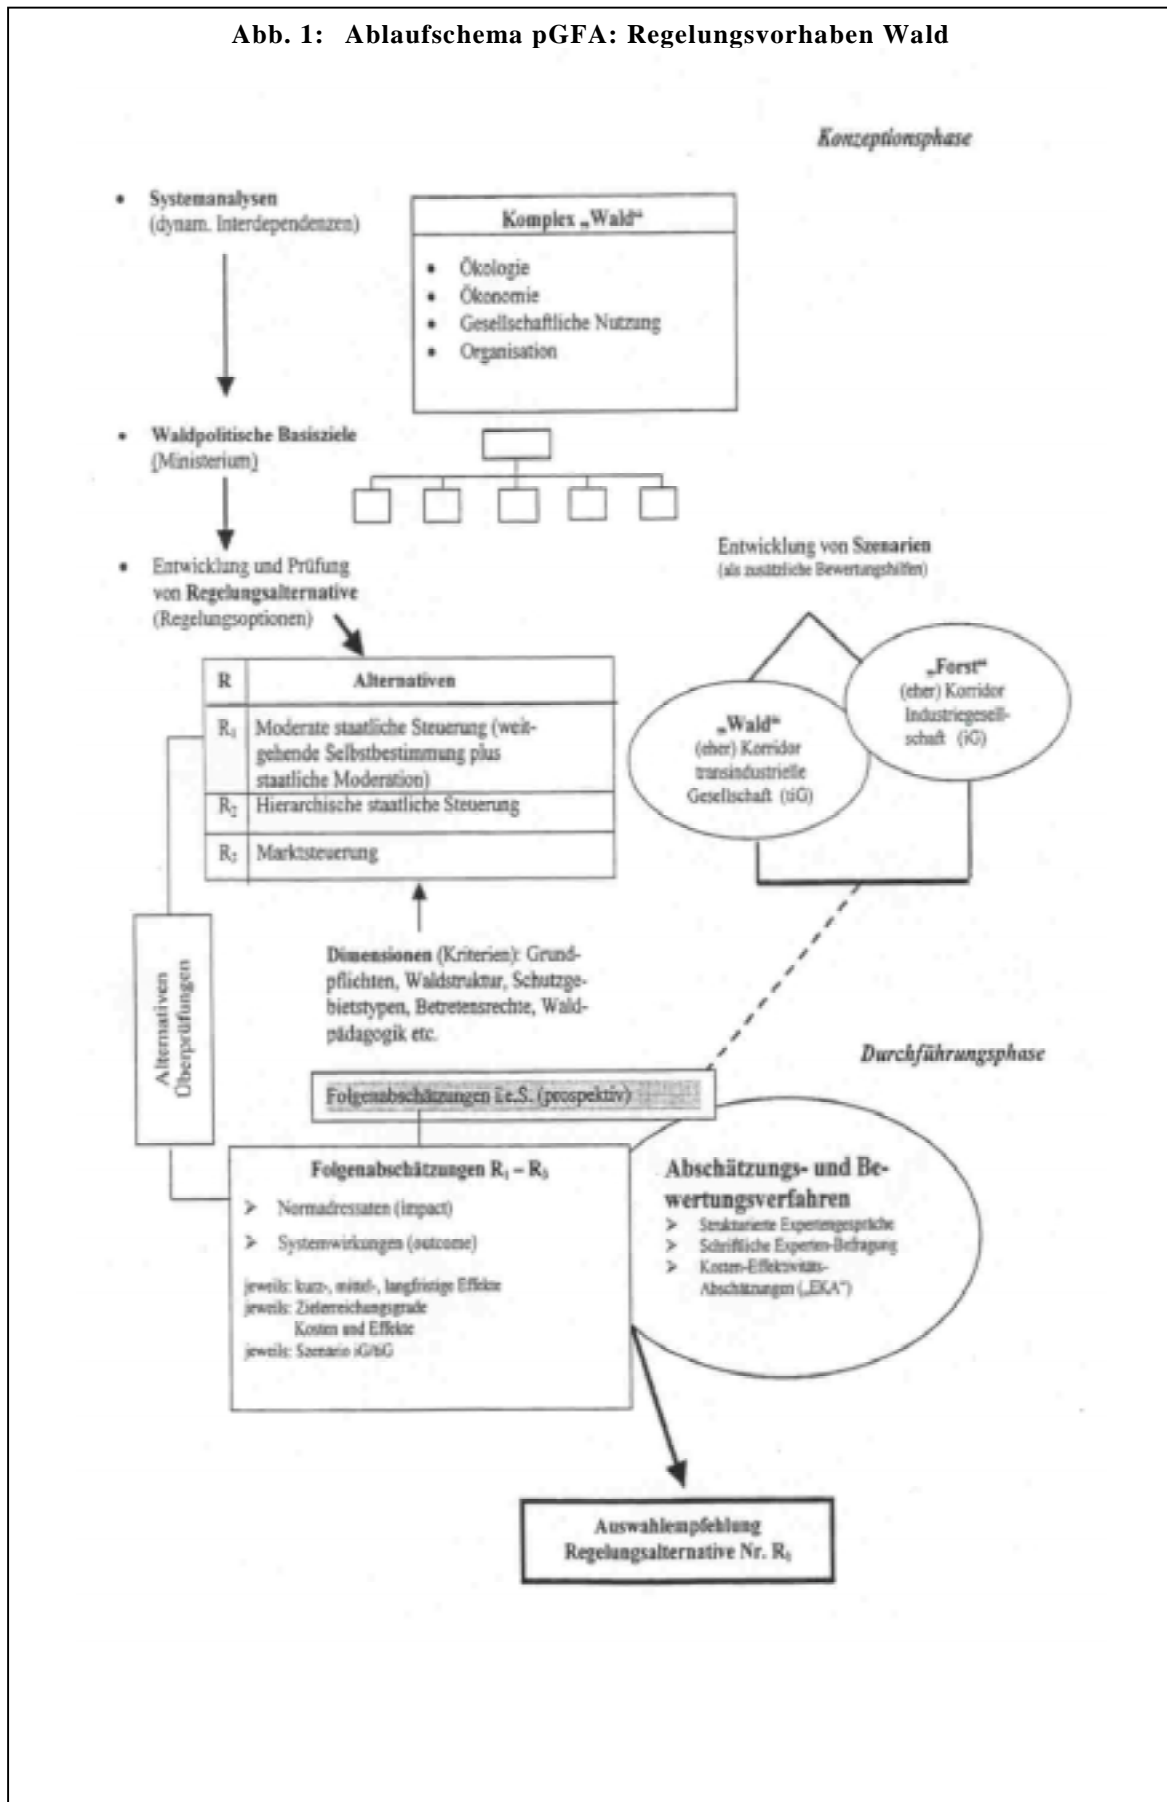 Abb. 1: Ablaufschema pGFA: Regelungsvorhaben Wald
Konzeptionsphase
• Systemanalysen
(dynam. Interdependenzen)
Komplex „Wald“
• Ökologie
• Ökonomie
• Gesellschaftliche Nutzung
• Organisation
• Waldpolitische Basisziele
(Ministerium)
• Entwicklung und Prüfung
von Regelungsalternative
(Regelungsoptionen)
Entwicklung von Szenarien
(als zusätzliche Bewertungshilfen)
„Forst“
(eher) Korridor
Industriegesell-
schaft (iG)
„Wald“
(eher) Korridor
transindustrielle
Gesellschaft (tiG)
R Alternativen
R₁ Moderate staatliche Steuerung (weit-
gehende Selbstbestimmung plus
staatliche Moderation)
R₂ Hierarchische staatliche Steuerung
Marktsteuerung
Alternativen
Überprüfungen
Dimensionen (Kriterien): Grund-
pflichten, Waldstruktur, Schutzge-
bietstypen, Betretensrechte, Wald-
pädagogik etc.
Durchführungsphase
Folgenabschätzungen i.e.S. (prospektiv)
Folgenabschätzungen R₁ – R₃
➢ Normadressaten (impact)
➢ Systemwirkungen (outcome)
jeweils: kurz-, mittel-, langfristige Effekte
jeweils: Zielerreichungsgrade
Kosten und Effekte
jeweils: Szenario iG/tiG
Abschätzungs- und Be-
wertungsverfahren
➢ Strukturierte Expertengespräche
➢ Schriftliche Experten-Befragung
➢ Kosten-Effektivitäts-
Abschätzungen („EKA“)
Auswahlempfehlung
Regelungsalternative Nr.